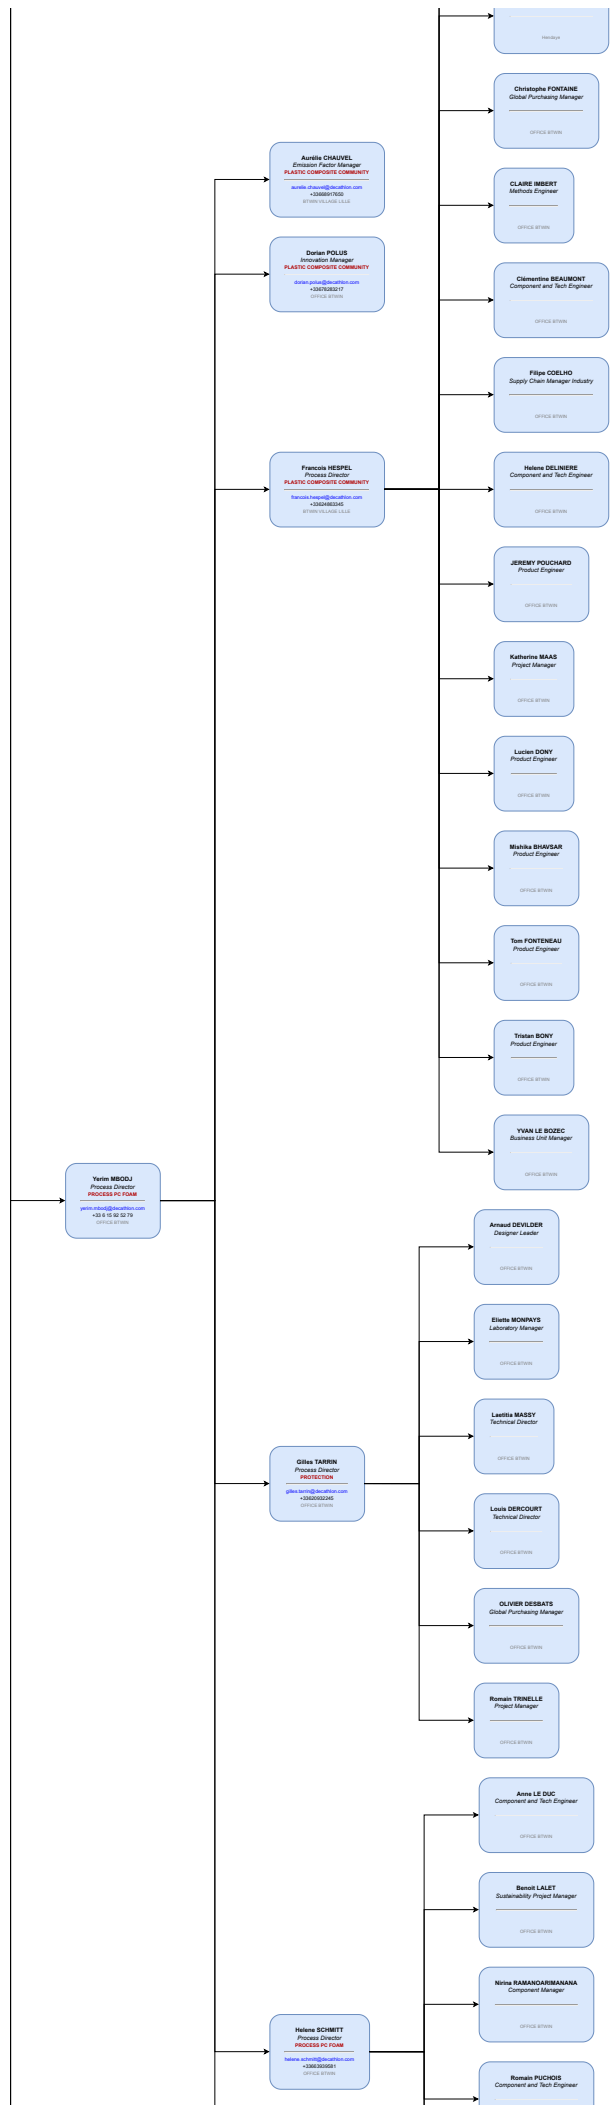 Hendaye
Christophe FONTAINE
Global Purchasing Manager
OFFICE BTWIN
Aurélie CHAUVEL
Emission Factor Manager
PLASTIC COMPOSITE COMMUNITY
aurelie.chauvel@decathlon.com
+33688917650
BTWIN VILLAGE LILLE
CLAIRE IMBERT
Methods Engineer
OFFICE BTWIN
Dorian POLUS
Innovation Manager
PLASTIC COMPOSITE COMMUNITY
dorian.polus@decathlon.com
+33678283217
OFFICE BTWIN
Clémentine BEAUMONT
Component and Tech Engineer
OFFICE BTWIN
Filipe COELHO
Supply Chain Manager Industry
OFFICE BTWIN
Francois HESPEL
Process Director
PLASTIC COMPOSITE COMMUNITY
francois.hespel@decathlon.com
+33624863345
BTWIN VILLAGE LILLE
Helene DELINIERE
Component and Tech Engineer
OFFICE BTWIN
JEREMY POUCHARD
Product Engineer
OFFICE BTWIN
Katherine MAAS
Project Manager
OFFICE BTWIN
Lucien DONY
Product Engineer
OFFICE BTWIN
Mishika BHAVSAR
Product Engineer
OFFICE BTWIN
Tom FONTENEAU
Product Engineer
OFFICE BTWIN
Tristan BONY
Product Engineer
OFFICE BTWIN
YVAN LE BOZEC
Business Unit Manager
OFFICE BTWIN
Yerim MBODJ
Process Director
PROCESS PC FOAM
yerim.mbodj@decathlon.com
+33 6 15 92 52 79
OFFICE BTWIN
Arnaud DEVILDER
Designer Leader
OFFICE BTWIN
Eliette MONPAYS
Laboratory Manager
OFFICE BTWIN
Laetitia MASSY
Technical Director
OFFICE BTWIN
Gilles TARRIN
Process Director
PROTECTION
gilles.tarrin@decathlon.com
+33620932245
OFFICE BTWIN
Louis DERCOURT
Technical Director
OFFICE BTWIN
OLIVIER DESBATS
Global Purchasing Manager
OFFICE BTWIN
Romain TRINELLE
Project Manager
OFFICE BTWIN
Anne LE DUC
Component and Tech Engineer
OFFICE BTWIN
Benoit LALET
Sustainability Project Manager
OFFICE BTWIN
Nirina RAMANOARIMANANA
Component Manager
OFFICE BTWIN
Helene SCHMITT
Process Director
PROCESS PC FOAM
helene.schmitt@decathlon.com
+33663939581
OFFICE BTWIN
Romain PUCHOIS
Component and Tech Engineer